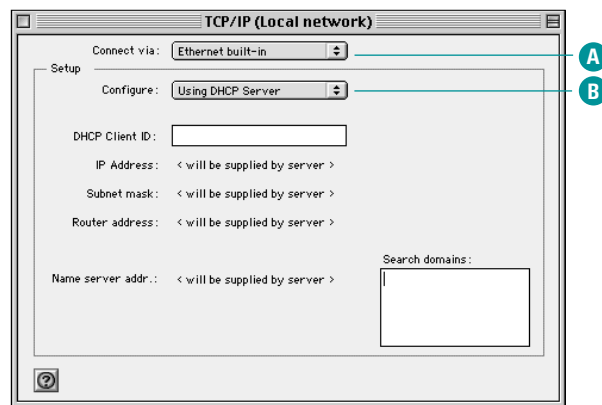 TCP/IP (Local network)
Connect via: Ethernet built-in
A
Setup
Configure: Using DHCP Server
B
DHCP Client ID:
IP Address: < will be supplied by server >
Subnet mask: < will be supplied by server >
Router address: < will be supplied by server >
Search domains:
Name server addr.: < will be supplied by server >
?